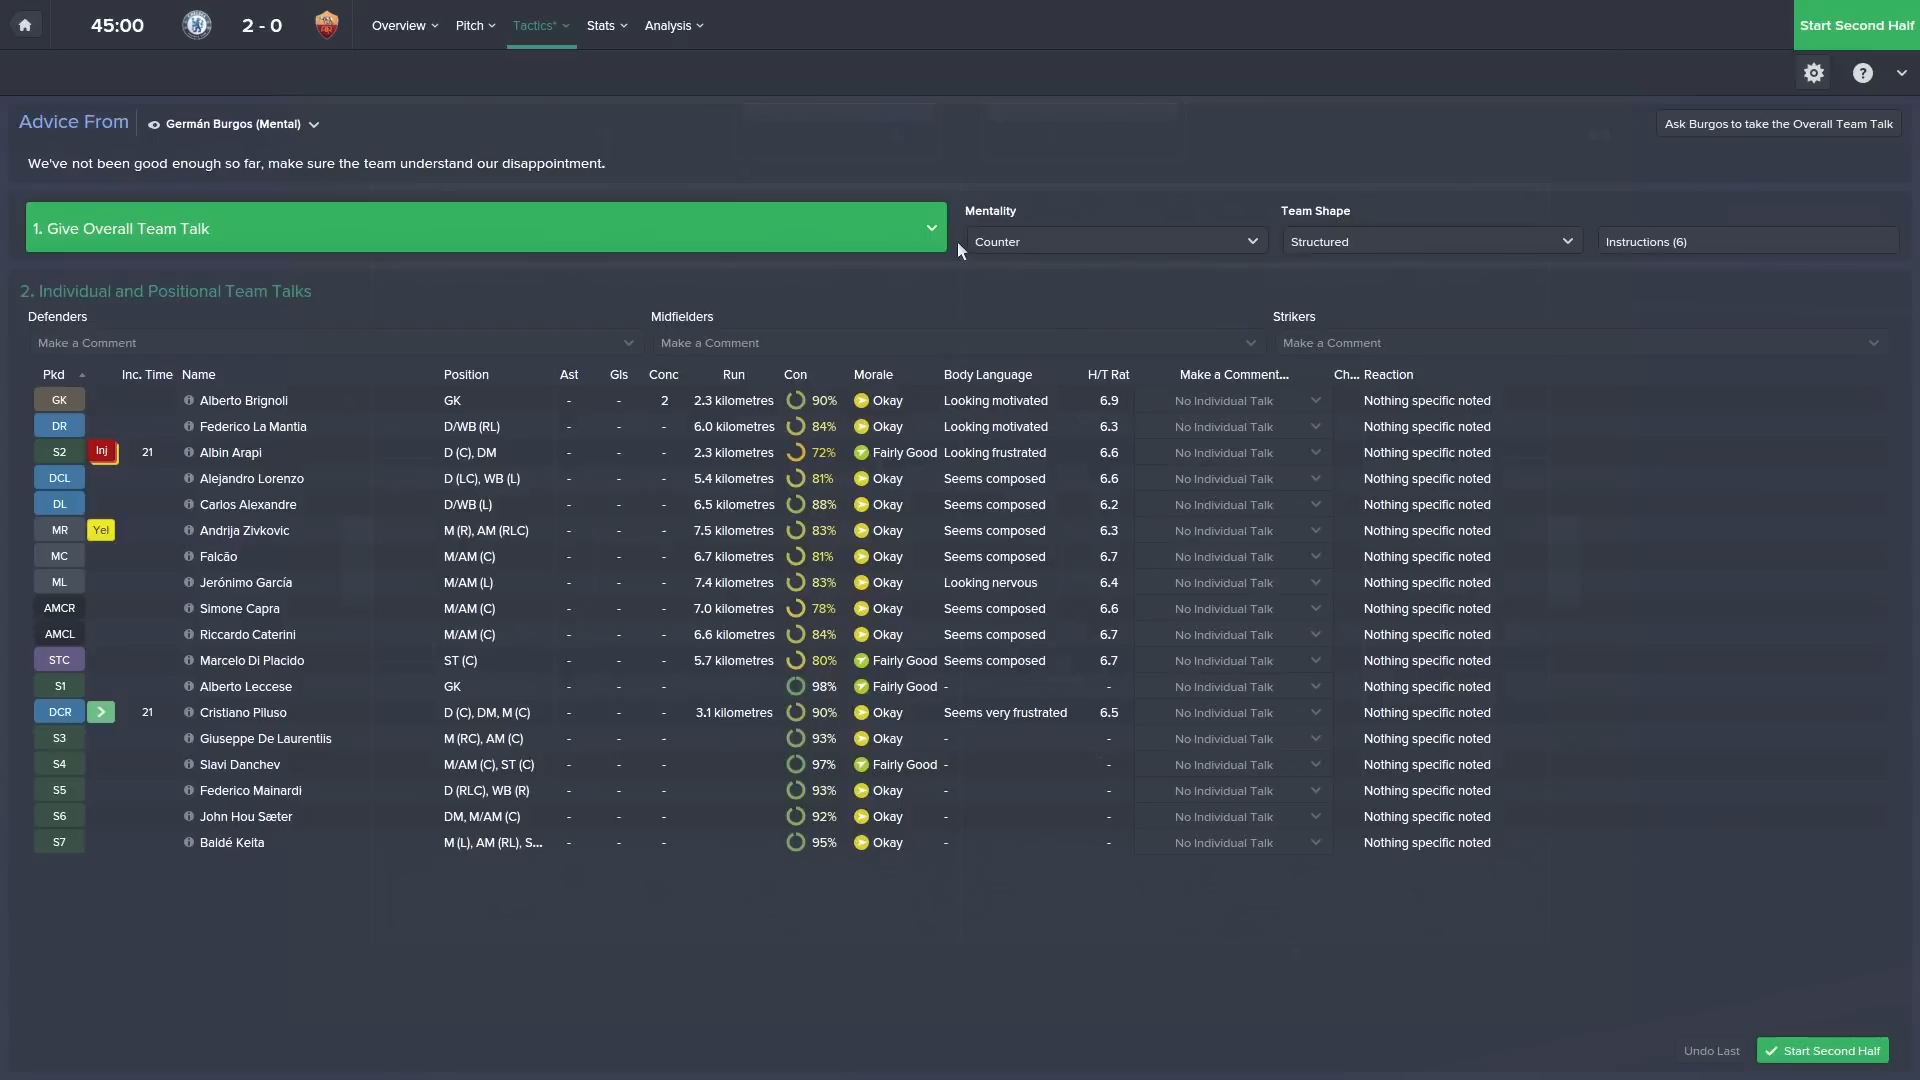 45:00 2 - 0 Overview Pitch Tactics* Stats Analysis Start Second Half
Advice From Germán Burgos (Mental) Ask Burgos to take the Overall Team Talk
We've not been good enough so far, make sure the team understand our disappointment.
Mentality Team Shape
1. Give Overall Team Talk Counter Structured Instructions (6)
2. Individual and Positional Team Talks
Defenders Midfielders Strikers
Make a Comment Make a Comment Make a Comment
Pkd Inc. Time Name Position Ast Gls Conc Run Con Morale Body Language H/T Rat Make a Comment... Ch... Reaction
GK Alberto Brignoli GK - - 2 2.3 kilometres 90% Okay Looking motivated 6.9 No Individual Talk Nothing specific noted
DR Federico La Mantia D/WB (RL) - - - 6.0 kilometres 84% Okay Looking motivated 6.3 No Individual Talk Nothing specific noted
S2 Inj 21 Albin Arapi D (C), DM - - - 2.3 kilometres 72% Fairly Good Looking frustrated 6.6 No Individual Talk Nothing specific noted
DCL Alejandro Lorenzo D (LC), WB (L) - - - 5.4 kilometres 81% Okay Seems composed 6.6 No Individual Talk Nothing specific noted
DL Carlos Alexandre D/WB (L) - - - 6.5 kilometres 88% Okay Seems composed 6.2 No Individual Talk Nothing specific noted
MR Yel Andrija Zivkovic M (R), AM (RLC) - - - 7.5 kilometres 83% Okay Seems composed 6.3 No Individual Talk Nothing specific noted
MC Falcão M/AM (C) - - - 6.7 kilometres 81% Okay Seems composed 6.7 No Individual Talk Nothing specific noted
ML Jerónimo García M/AM (L) - - - 7.4 kilometres 83% Okay Looking nervous 6.4 No Individual Talk Nothing specific noted
AMCR Simone Capra M/AM (C) - - - 7.0 kilometres 78% Okay Seems composed 6.6 No Individual Talk Nothing specific noted
AMCL Riccardo Caterini M/AM (C) - - - 6.6 kilometres 84% Okay Seems composed 6.7 No Individual Talk Nothing specific noted
STC Marcelo Di Placido ST (C) - - - 5.7 kilometres 80% Fairly Good Seems composed 6.7 No Individual Talk Nothing specific noted
S1 Alberto Leccese GK - - - 98% Fairly Good - - No Individual Talk Nothing specific noted
DCR 21 Cristiano Piluso D (C), DM, M (C) - - - 3.1 kilometres 90% Okay Seems very frustrated 6.5 No Individual Talk Nothing specific noted
S3 Giuseppe De Laurentiis M (RC), AM (C) - - - 93% Okay - - No Individual Talk Nothing specific noted
S4 Slavi Danchev M/AM (C), ST (C) - - - 97% Fairly Good - - No Individual Talk Nothing specific noted
S5 Federico Mainardi D (RLC), WB (R) - - - 93% Okay - - No Individual Talk Nothing specific noted
S6 John Hou Sæter DM, M/AM (C) - - - 92% Okay - - No Individual Talk Nothing specific noted
S7 Baldé Keita M (L), AM (RL), S... - - - 95% Okay - - No Individual Talk Nothing specific noted
Undo Last Start Second Half